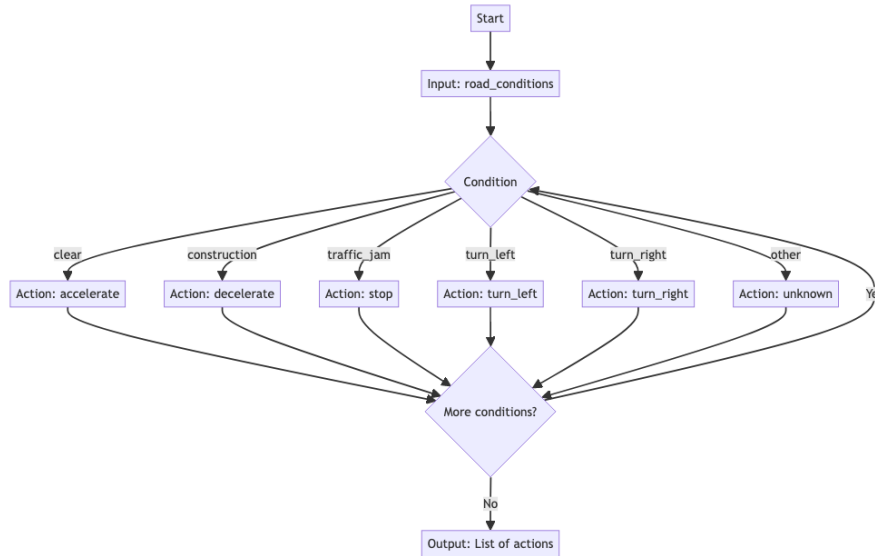 Start
Input: road_conditions
Condition
clear
construction
traffic_jam
turn_left
turn_right
other
Action: accelerate
Action: decelerate
Action: stop
Action: turn_left
Action: turn_right
Action: unknown
More conditions?
No
Output: List of actions